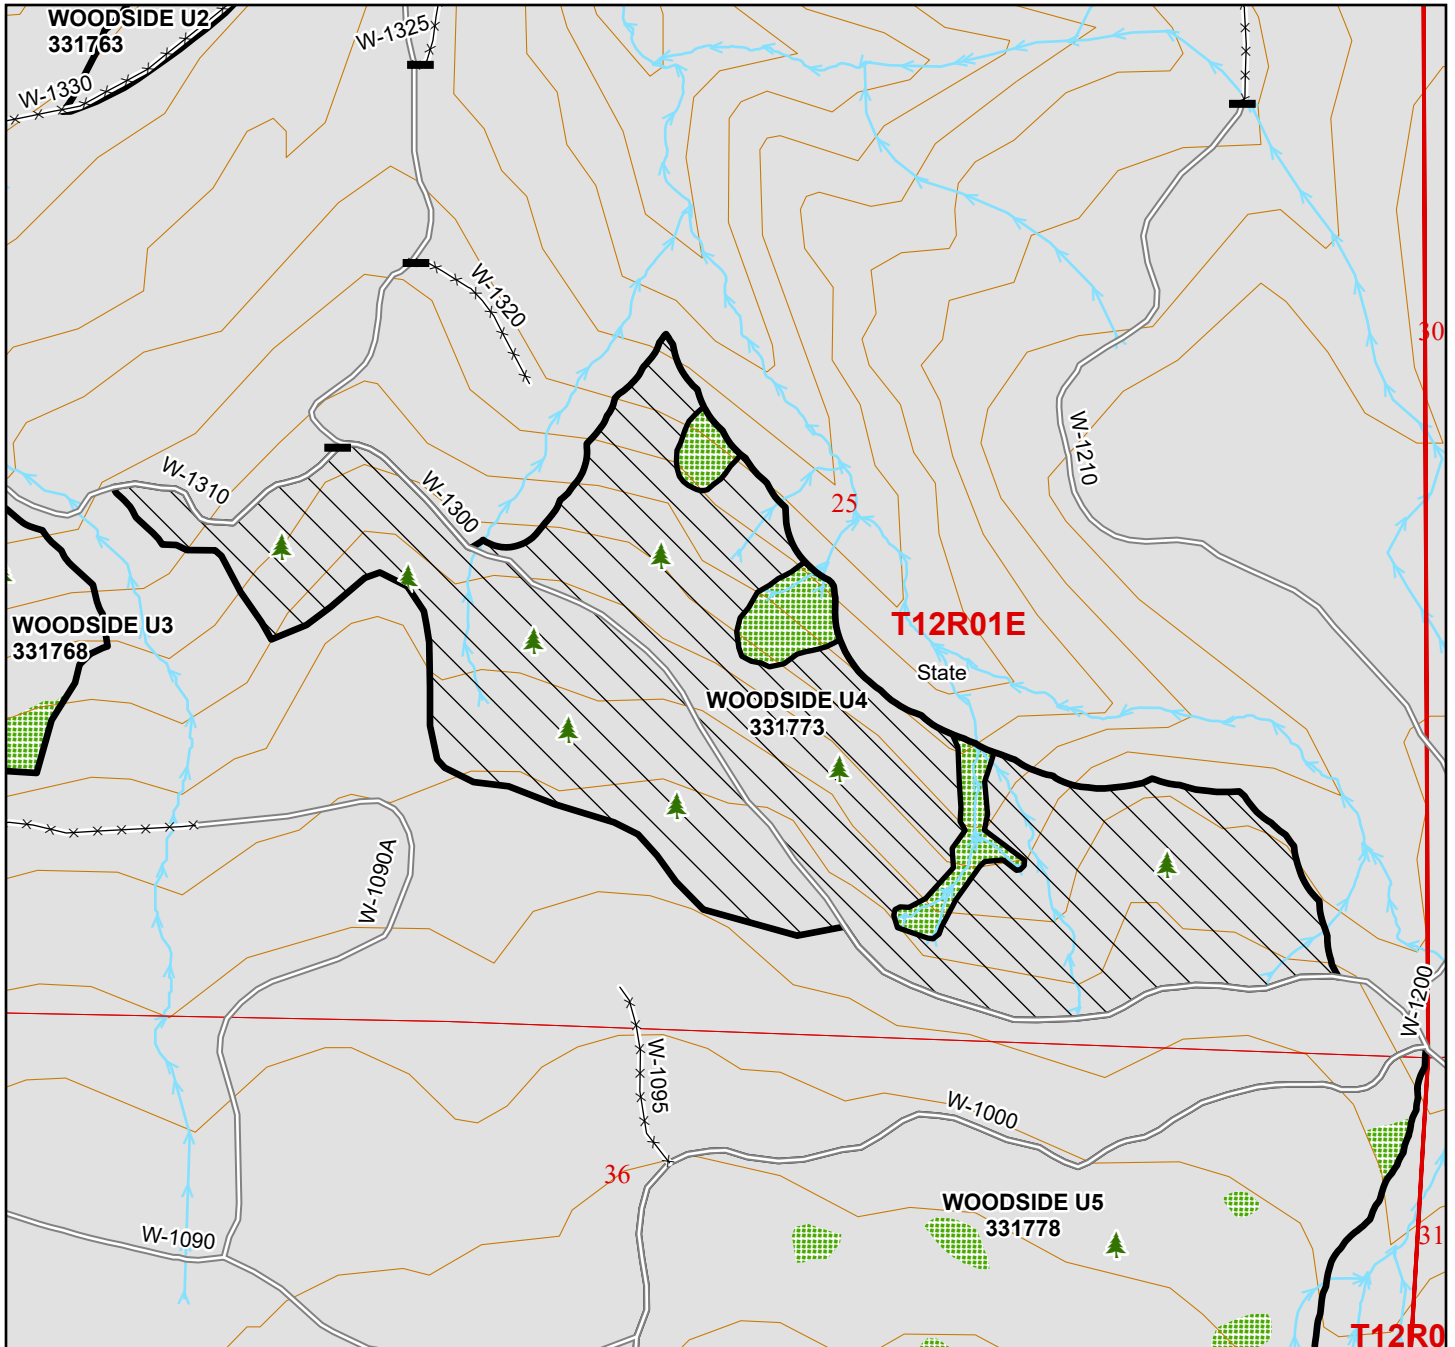 WOODSIDE U2
331763
W-1325
W-1330
W-1320
30
W-1310
W-1300
W-1210
25
WOODSIDE U3
331768
T12R01E
State
WOODSIDE U4
331773
W-1090A
W-1200
W-1095
W-1000
36
WOODSIDE U5
331778
W-1090
31
T12R0